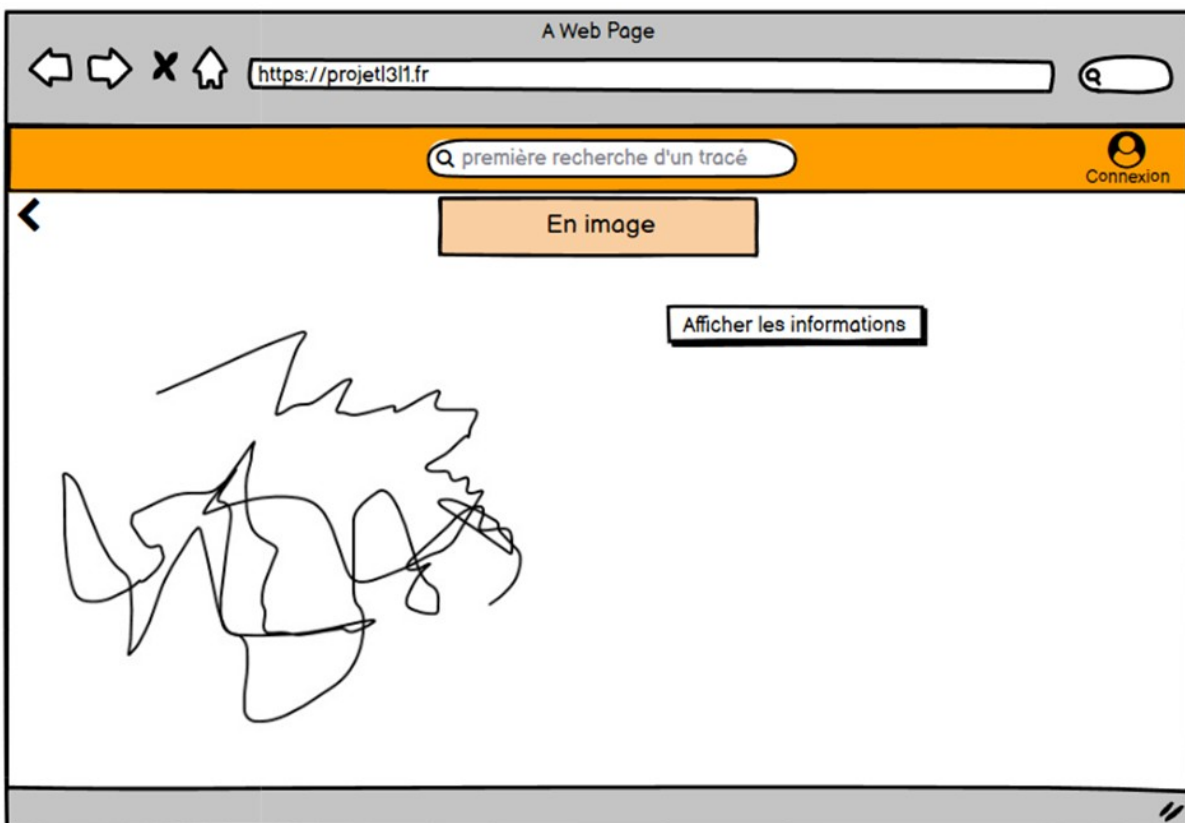 A Web Page
https://projetl3l1.fr
première recherche d'un tracé
Connexion
En image
Afficher les informations